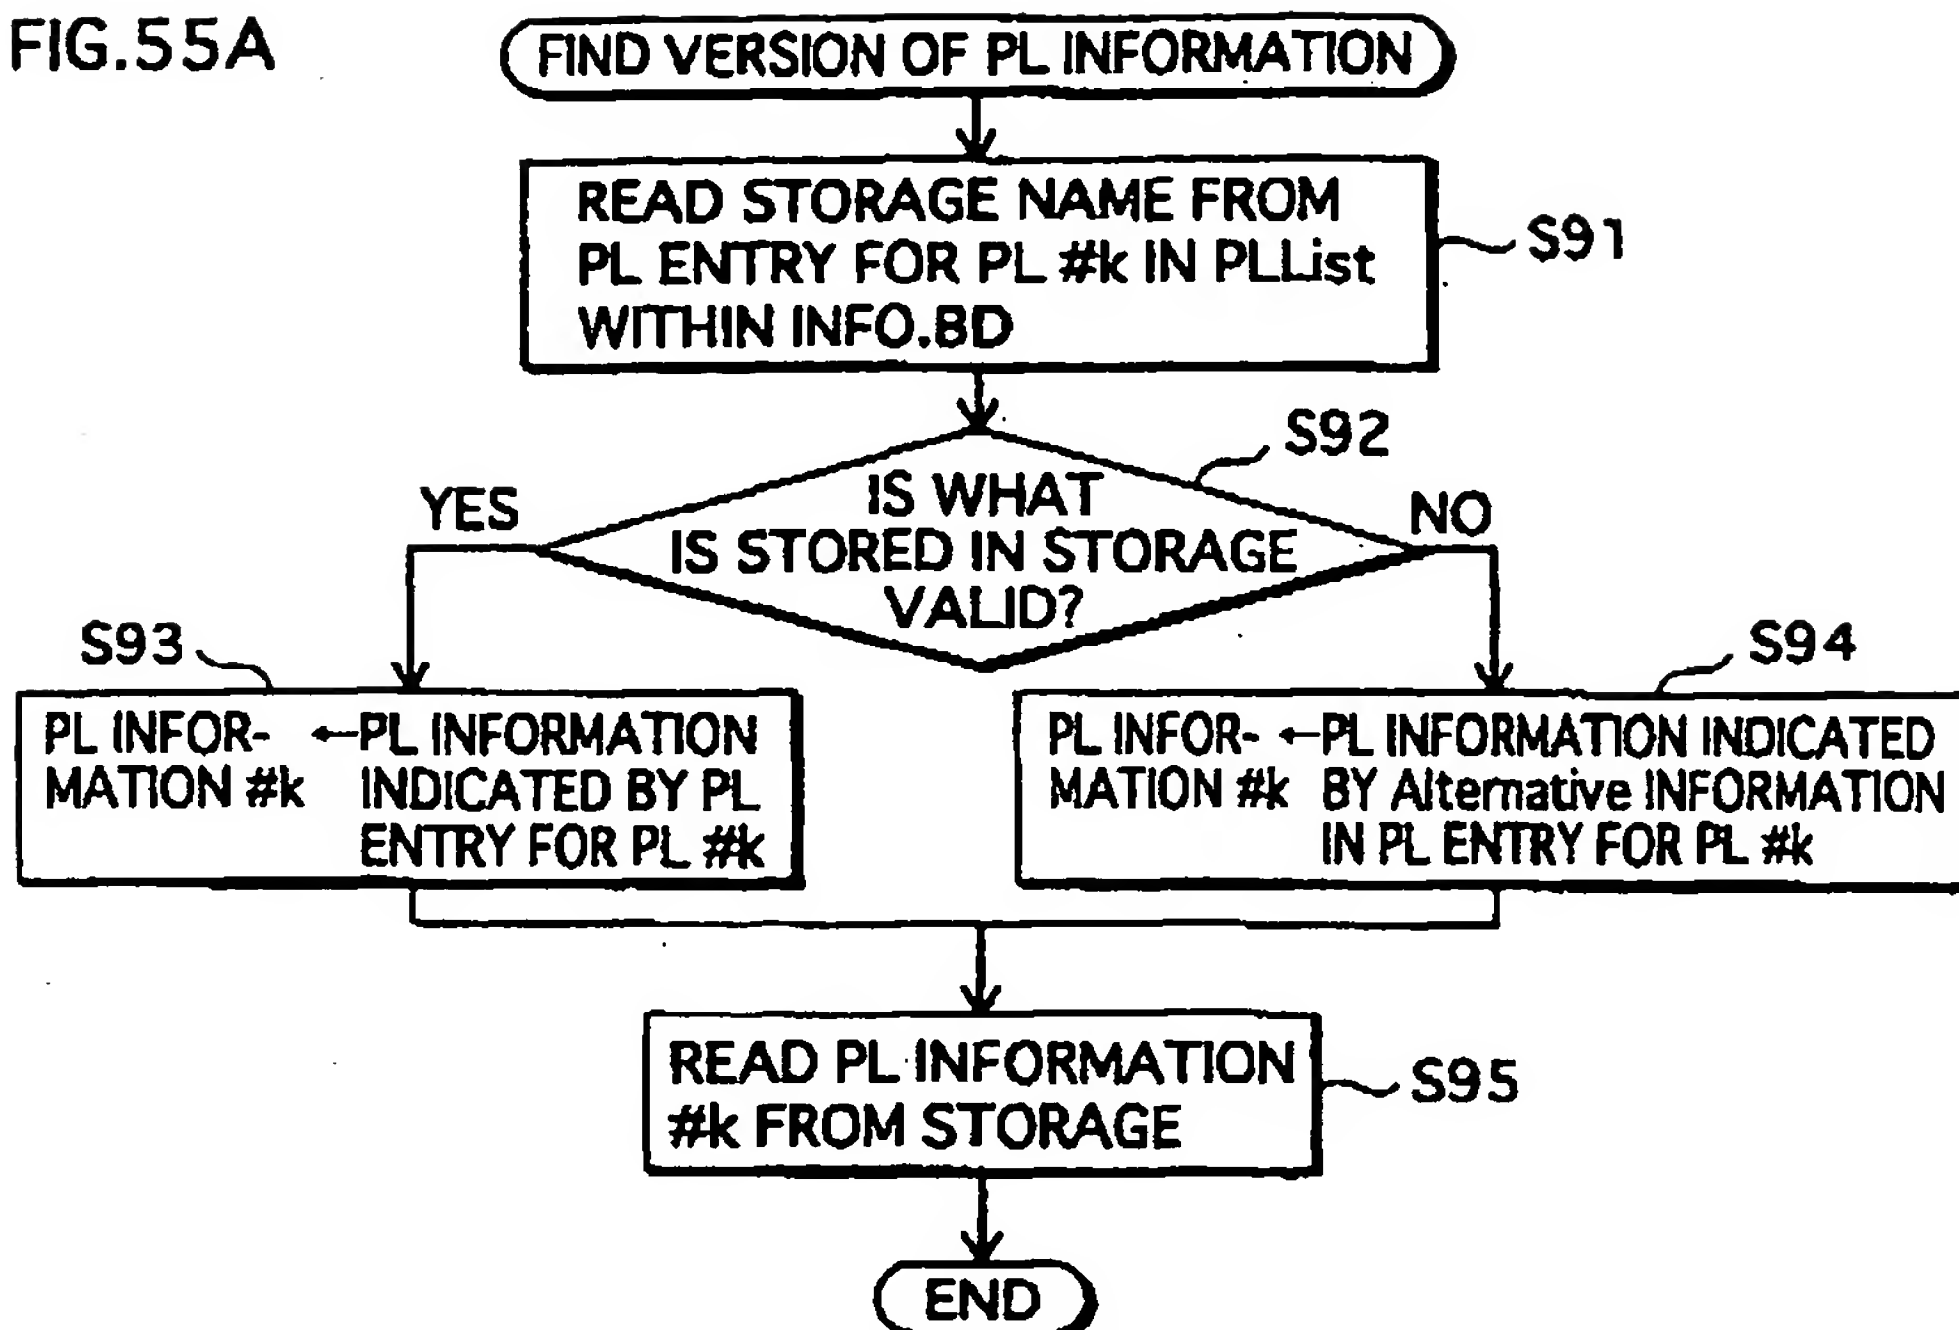 FIG.55A
FIND VERSION OF PL INFORMATION
READ STORAGE NAME FROM
PL ENTRY FOR PL #k IN PLList
WITHIN INFO.BD
S91
S92
IS WHAT
IS STORED IN STORAGE
VALID?
YES
NO
S93
PL INFOR- ←PL INFORMATION
MATION #k INDICATED BY PL
ENTRY FOR PL #k
S94
PL INFOR- ←PL INFORMATION INDICATED
MATION #k BY Alternative INFORMATION
IN PL ENTRY FOR PL #k
READ PL INFORMATION
#k FROM STORAGE
S95
END